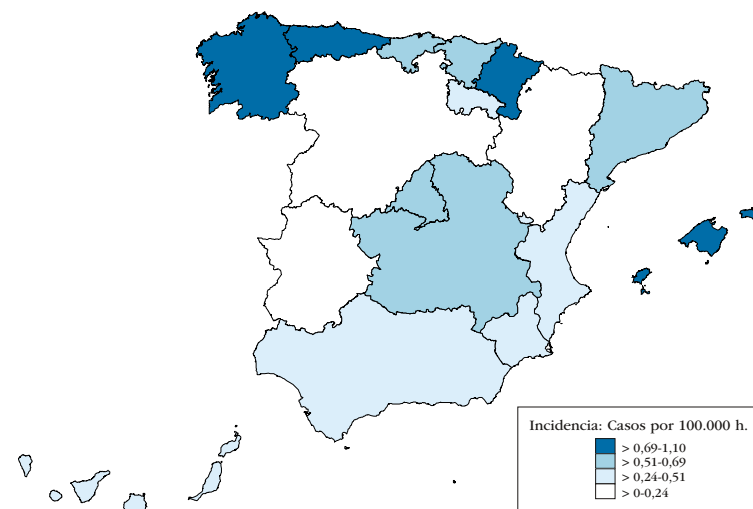 Incidencia: Casos por 100.000 h.
> 0,69-1,10
> 0,51-0,69
> 0,24-0,51
> 0-0,24